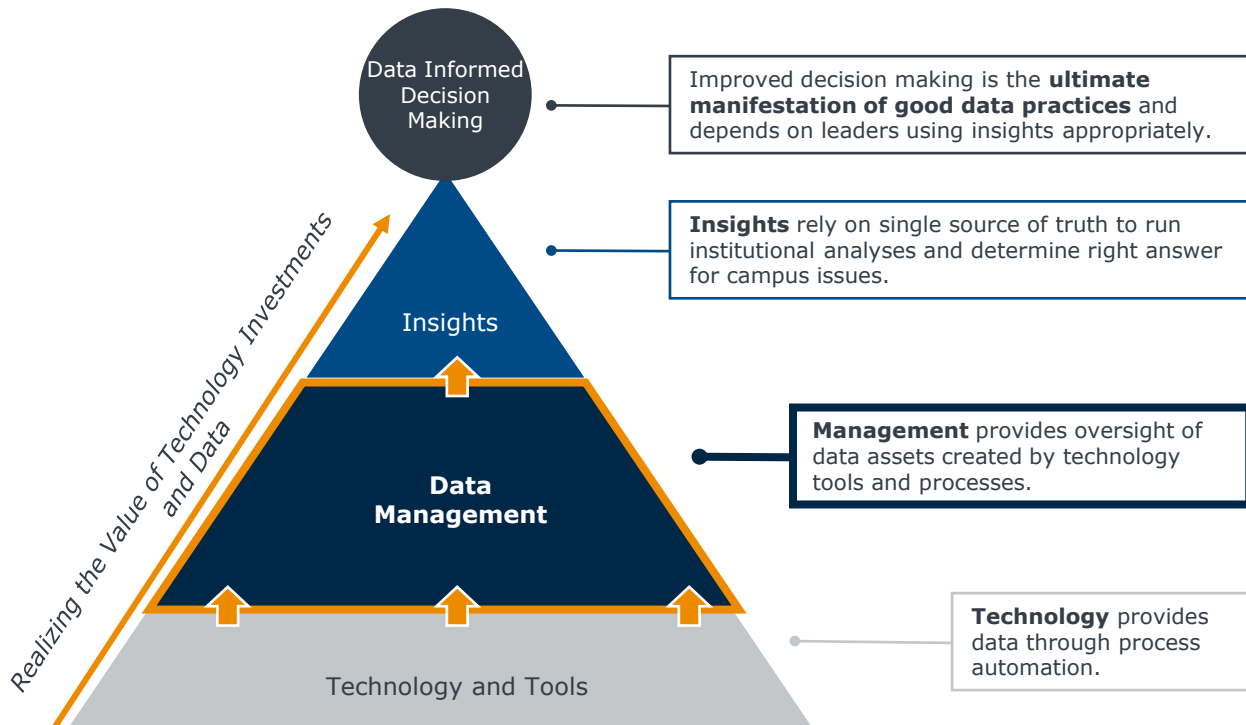 Data Informed
Decision
Making
Improved decision making is the ultimate
manifestation of good data practices and
depends on leaders using insights appropriately.
Realizing the Value of Technology Investments
and Data
Insights rely on single source of truth to run
institutional analyses and determine right answer
for campus issues.
Insights
Management provides oversight of
data assets created by technology
tools and processes.
Data
Management
Technology provides
data through process
automation.
Technology and Tools